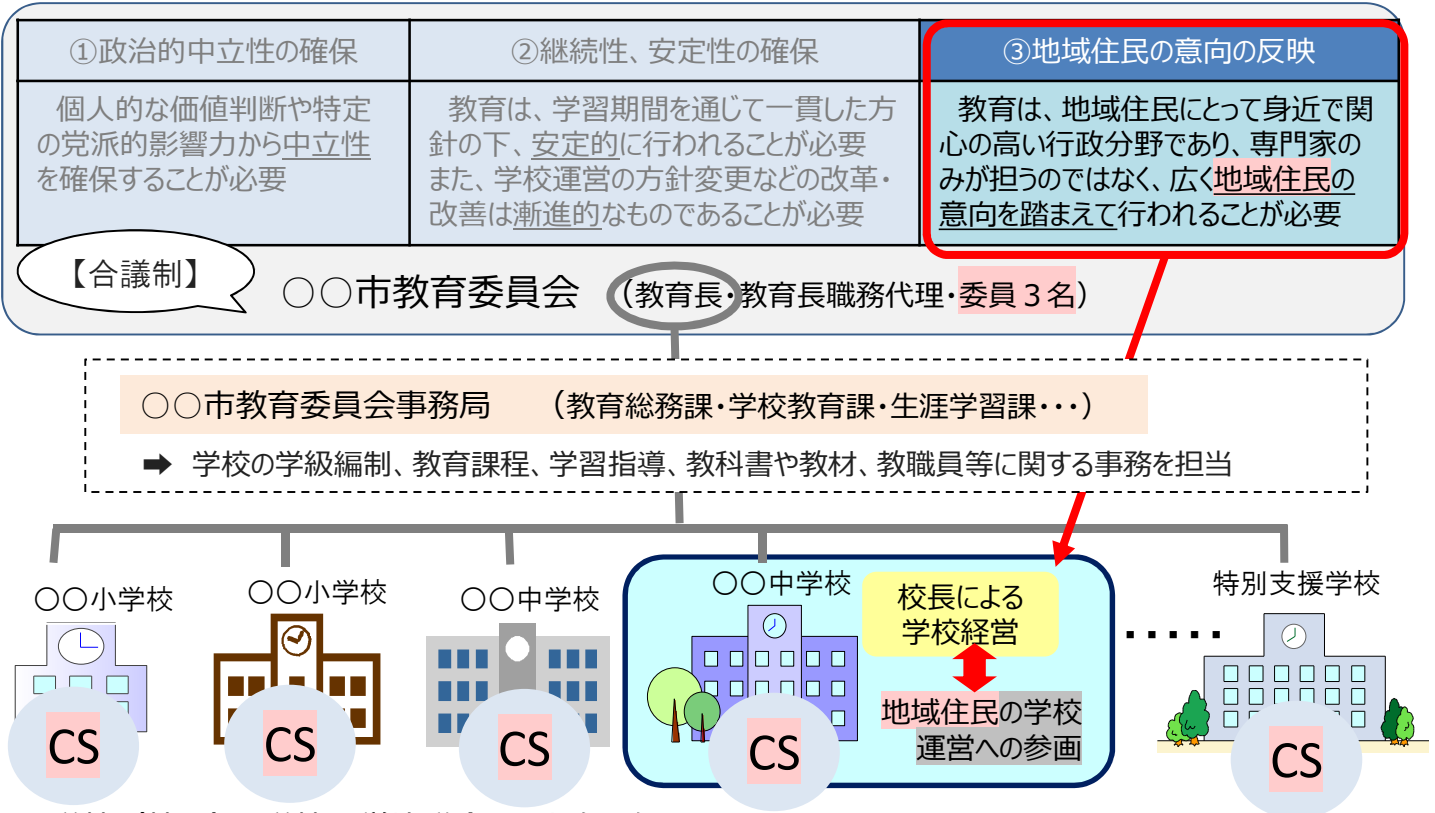 ①政治的中立性の確保
個人的な価値判断や特定
の党派的影響力から中立性
を確保することが必要
②継続性、安定性の確保
教育は、学習期間を通じて一貫した方
針の下、安定的に行われることが必要
また、学校運営の方針変更などの改革・
改善は漸進的なものであることが必要
③地域住民の意向の反映
教育は、地域住民にとって身近で関
心の高い行政分野であり、専門家の
みが担うのではなく、広く地域住民の
意向を踏まえて行われることが必要
【合議制】
○○市教育委員会 (教育長・教育長職務代理・委員３名)
○○市教育委員会事務局 (教育総務課・学校教育課・生涯学習課・・・)
➡ 学校の学級編制、教育課程、学習指導、教科書や教材、教職員等に関する事務を担当
○○小学校
CS
○○小学校
CS
○○中学校
CS
○○中学校
CS
校長による
学校経営
地域住民の学校
運営への参画
・・・・・
特別支援学校
CS